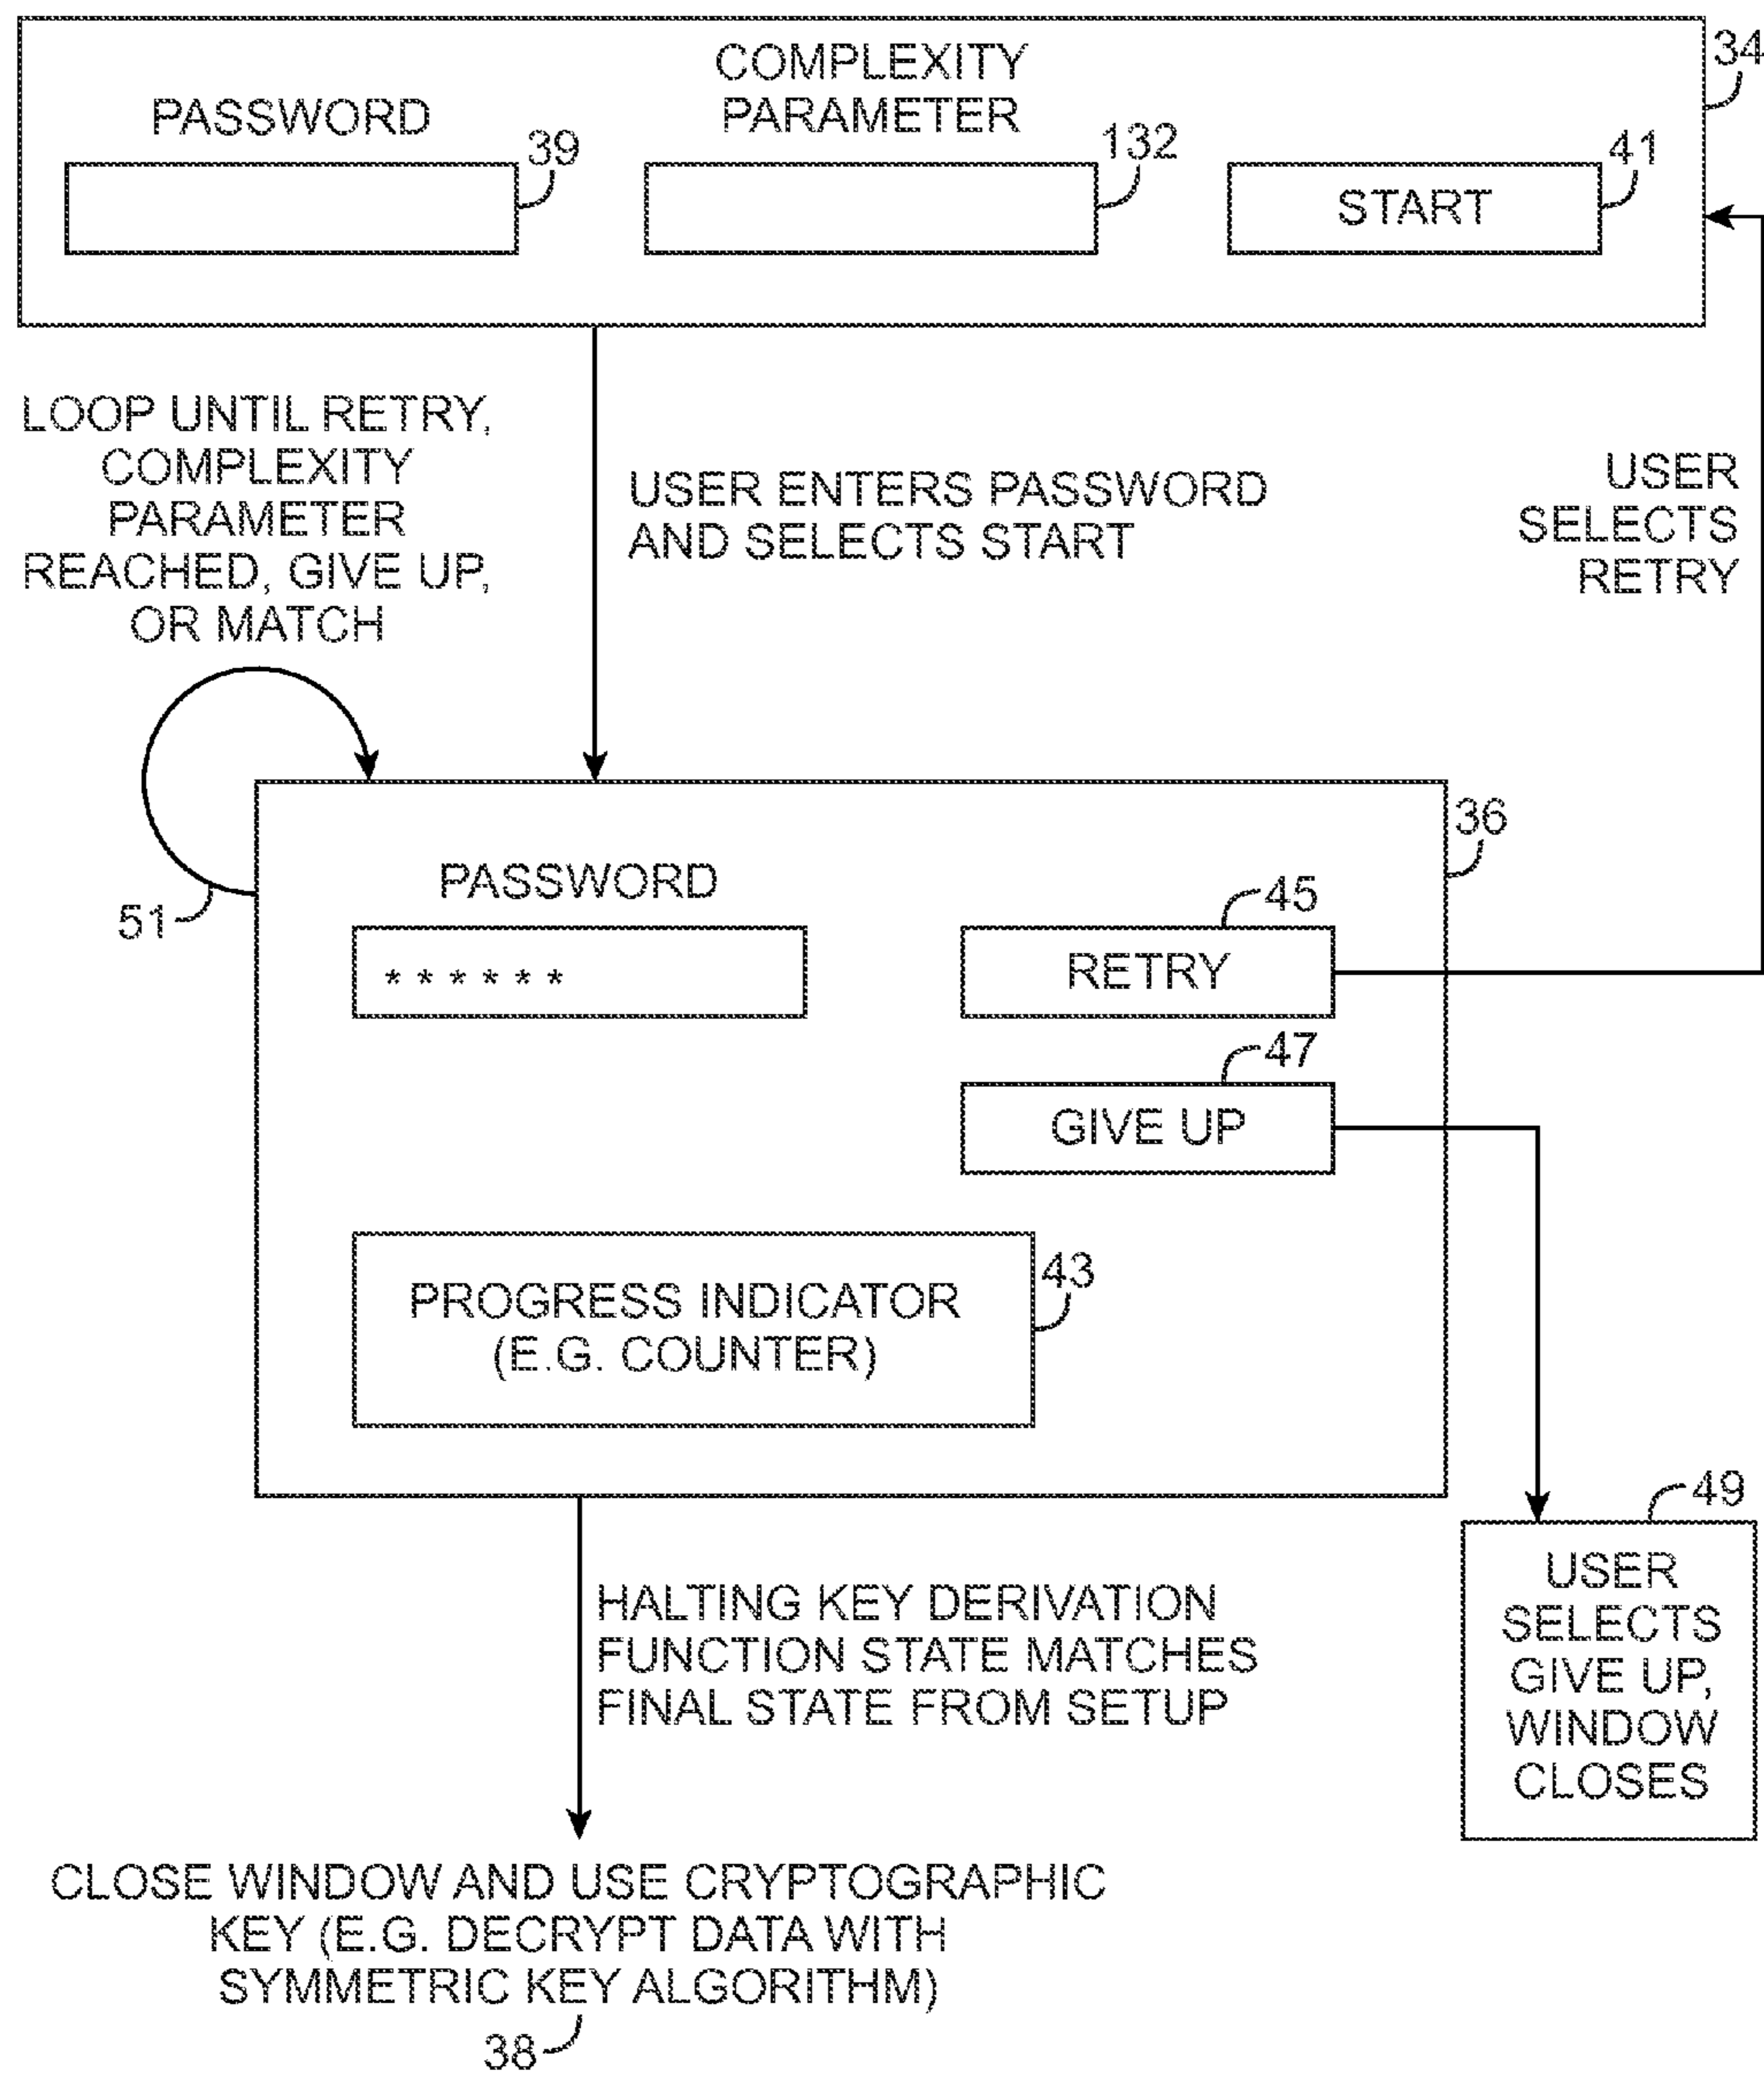 COMPLEXITY
PARAMETER
34
PASSWORD
39
132
41
START
LOOP UNTIL RETRY,
COMPLEXITY
PARAMETER
REACHED, GIVE UP,
OR MATCH
USER ENTERS PASSWORD
AND SELECTS START
USER
SELECTS
RETRY
36
51
PASSWORD
* * * * * *
45
RETRY
47
GIVE UP
43
PROGRESS INDICATOR
(E.G. COUNTER)
49
USER
SELECTS
GIVE UP,
WINDOW
CLOSES
HALTING KEY DERIVATION
FUNCTION STATE MATCHES
FINAL STATE FROM SETUP
CLOSE WINDOW AND USE CRYPTOGRAPHIC
KEY (E.G. DECRYPT DATA WITH
SYMMETRIC KEY ALGORITHM)
38